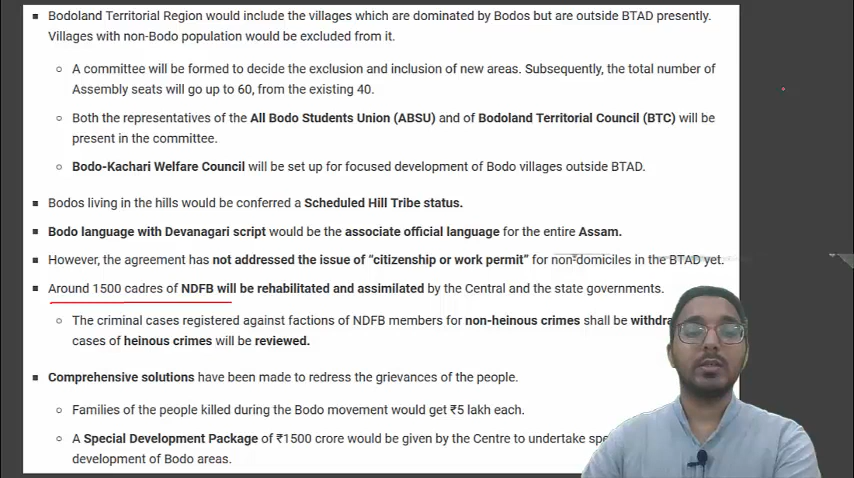 Bodoland Territorial Region would include the villages which are dominated by Bodos but are outside BTAD presently.
Villages with non-Bodo population would be excluded from it.
A committee will be formed to decide the exclusion and inclusion of new areas. Subsequently, the total number of
Assembly seats will go up to 60, from the existing 40.
Both the representatives of the All Bodo Students Union (ABSU) and of Bodoland Territorial Council (BTC) will be
present in the committee.
Bodo-Kachari Welfare Council will be set up for focused development of Bodo villages outside BTAD.
Bodos living in the hills would be conferred a Scheduled Hill Tribe status.
Bodo language with Devanagari script would be the associate official language for the entire Assam.
However, the agreement has not addressed the issue of “citizenship or work permit” for non-domiciles in the BTAD yet.
Around 1500 cadres of NDFB will be rehabilitated and assimilated by the Central and the state governments.
The criminal cases registered against factions of NDFB members for non-heinous crimes shall be
cases of heinous crimes will be reviewed.
Comprehensive solutions have been made to redress the grievances of the people.
Families of the people killed during the Bodo movement would get ₹5 lakh each.
A Special Development Package of ₹1500 crore would be given by the Centre to undertake
development of Bodo areas.